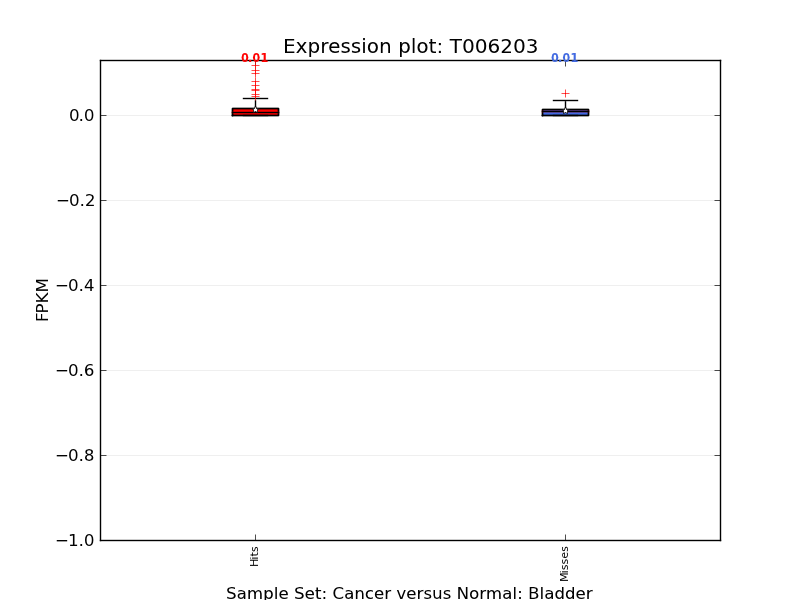 Expression plot: T006203
0.01
0.01
0.0
−0.2
−0.4
−0.6
−0.8
−1.0
FPKM
Hits
Misses
Sample Set: Cancer versus Normal: Bladder